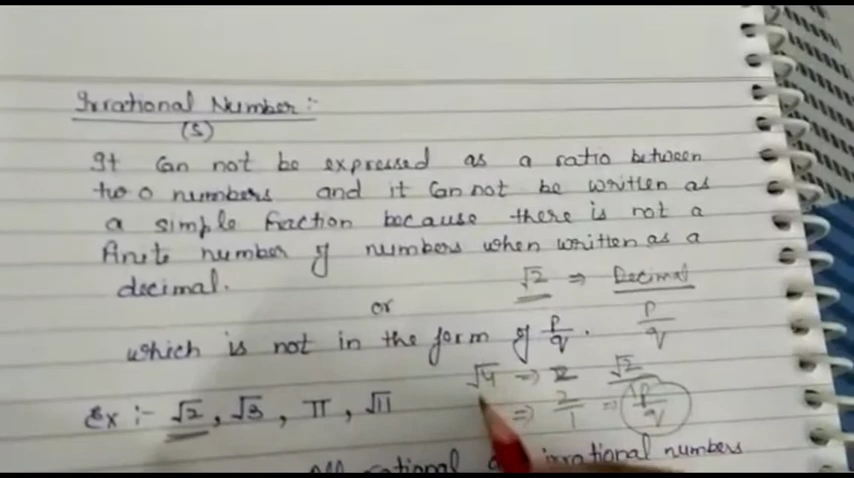 Irrational Number :-
(S)
It can not be expressed as a ratio between
two numbers and it can not be written as
a simple fraction because there is not a
finite number of numbers when written as a
decimal.
√2 ⇒ Decimal
or
which is not in the form of p/q . p/q
√4 ⇒ 2 √2
Ex :- √2, √3, π, √11
⇒ 2/1 ⇒ p/q
All rational irrational numbers